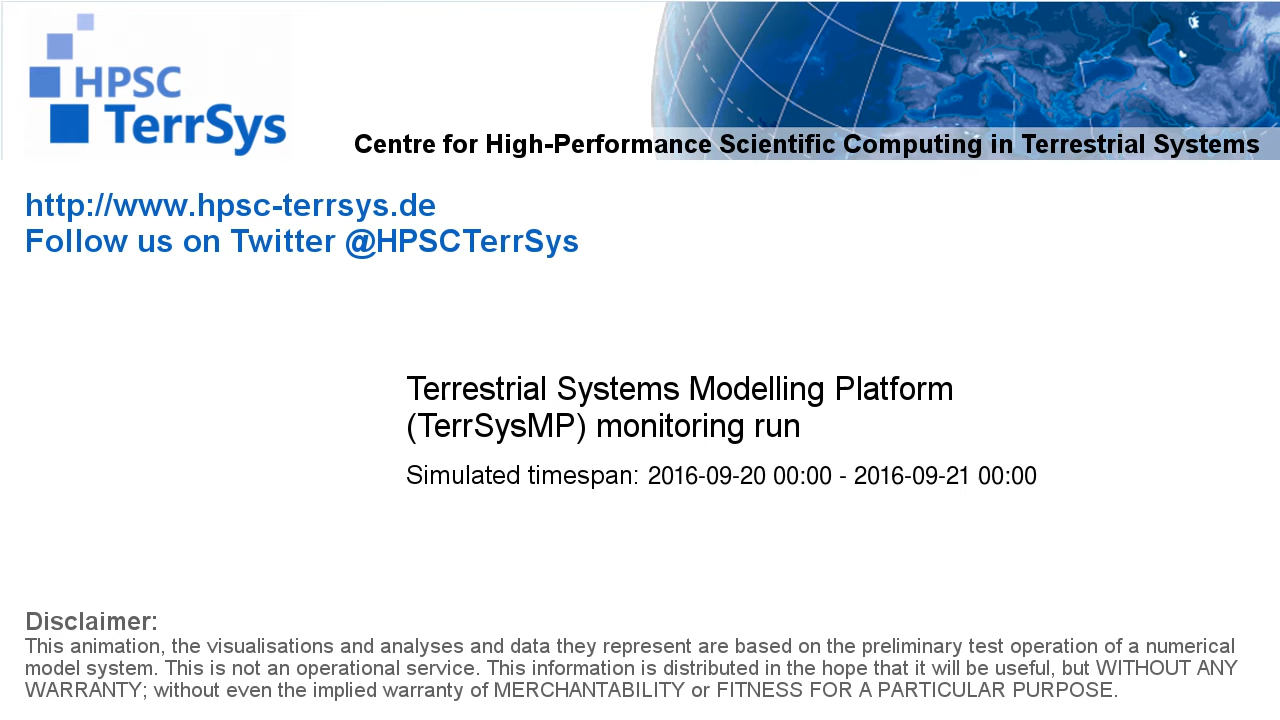 HPSC
TerrSys
Centre for High-Performance Scientific Computing in Terrestrial Systems
http://www.hpsc-terrsys.de
Follow us on Twitter @HPSCTerrSys
Terrestrial Systems Modelling Platform
(TerrSysMP) monitoring run
Simulated timespan: 2016-09-20 00:00 - 2016-09-21 00:00
Disclaimer:
This animation, the visualisations and analyses and data they represent are based on the preliminary test operation of a numerical
model system. This is not an operational service. This information is distributed in the hope that it will be useful, but WITHOUT ANY
WARRANTY; without even the implied warranty of MERCHANTABILITY or FITNESS FOR A PARTICULAR PURPOSE.